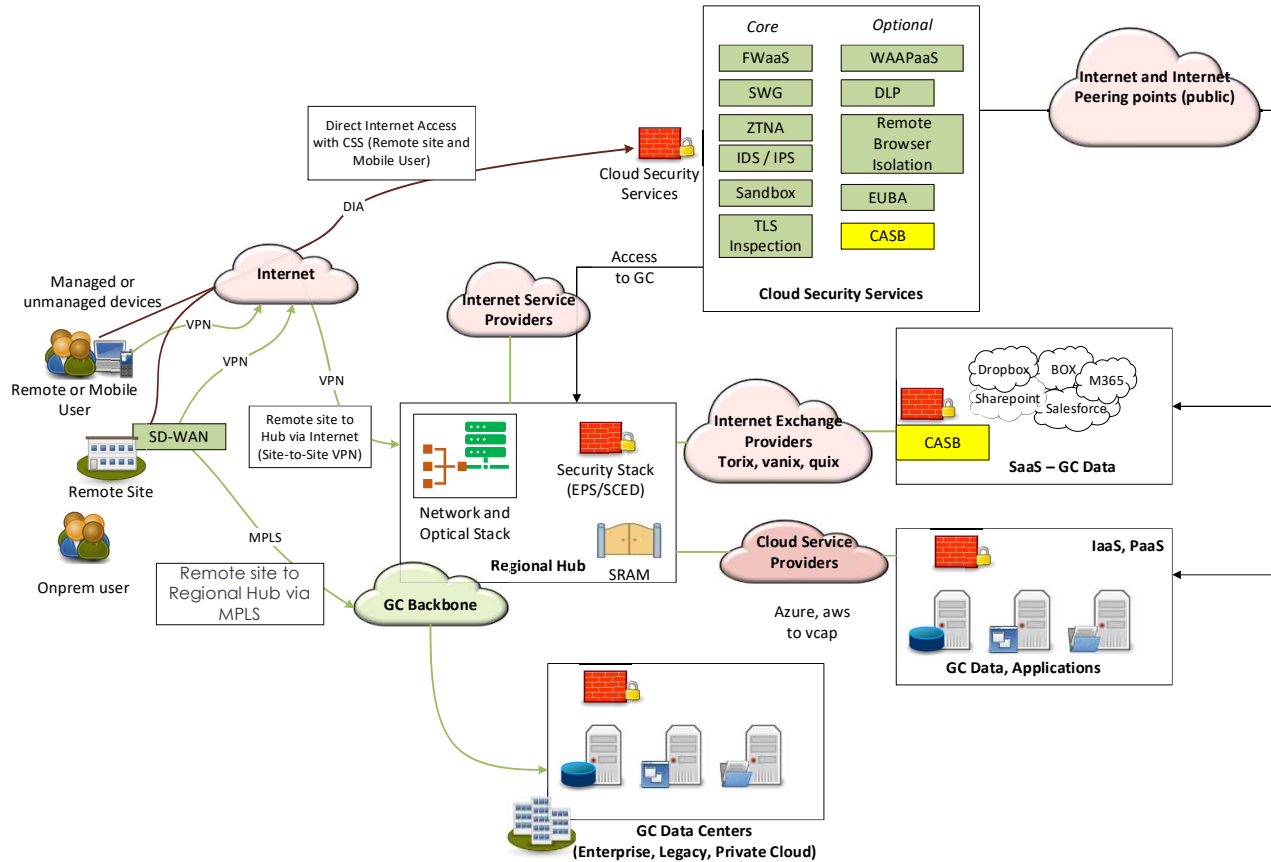 Core
Optional
FWaaS
SWG
ZTNA
IDS / IPS
Sandbox
TLS
Inspection
WAAPaaS
DLP
Remote
Browser
Isolation
EUBA
CASB
Cloud Security Services
Internet and Internet
Peering points (public)
Direct Internet Access
with CSS (Remote site and
Mobile User)
Cloud Security
Services
DIA
Access
to GC
Internet
Internet Service
Providers
Managed or
unmanaged devices
VPN
Remote or Mobile
User
VPN
VPN
SD-WAN
Remote Site
Remote site to
Hub via Internet
(Site-to-Site VPN)
Network and
Optical Stack
Security Stack
(EPS/SCED)
SRAM
Regional Hub
Internet Exchange
Providers
Torix, vanix, quix
Dropbox
BOX
M365
Sharepoint
Salesforce
CASB
SaaS – GC Data
Onprem user
MPLS
Remote site to
Regional Hub via
MPLS
GC Backbone
Cloud Service
Providers
Azure, aws
to vcap
IaaS, PaaS
GC Data, Applications
GC Data Centers
(Enterprise, Legacy, Private Cloud)